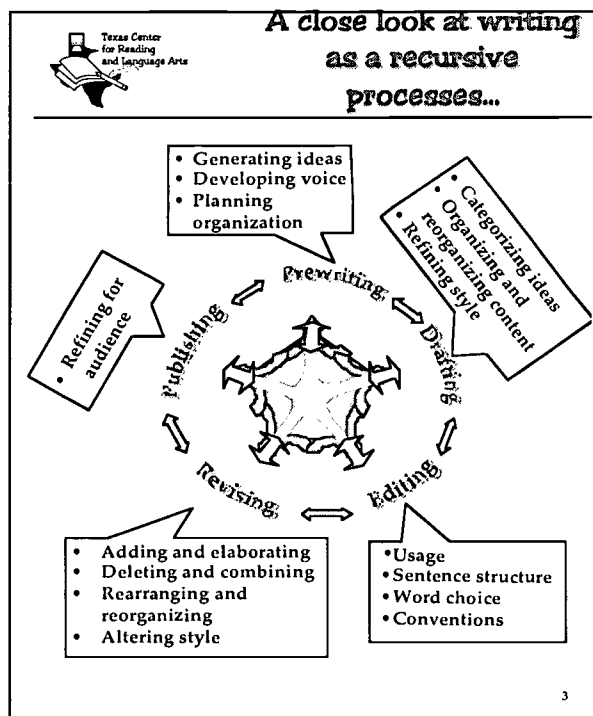 Texas Center
for Reading
and Language Arts
A close look at writing
as a recursive
processes...
• Generating ideas
• Developing voice
• Planning
organization
• Categorizing ideas
• Organizing and
reorganizing content
• Refining style
• Refining for
audience
Prewriting
Drafting
Editing
Revising
Publishing
• Adding and elaborating
• Deleting and combining
• Rearranging and
reorganizing
• Altering style
•Usage
•Sentence structure
•Word choice
•Conventions
3